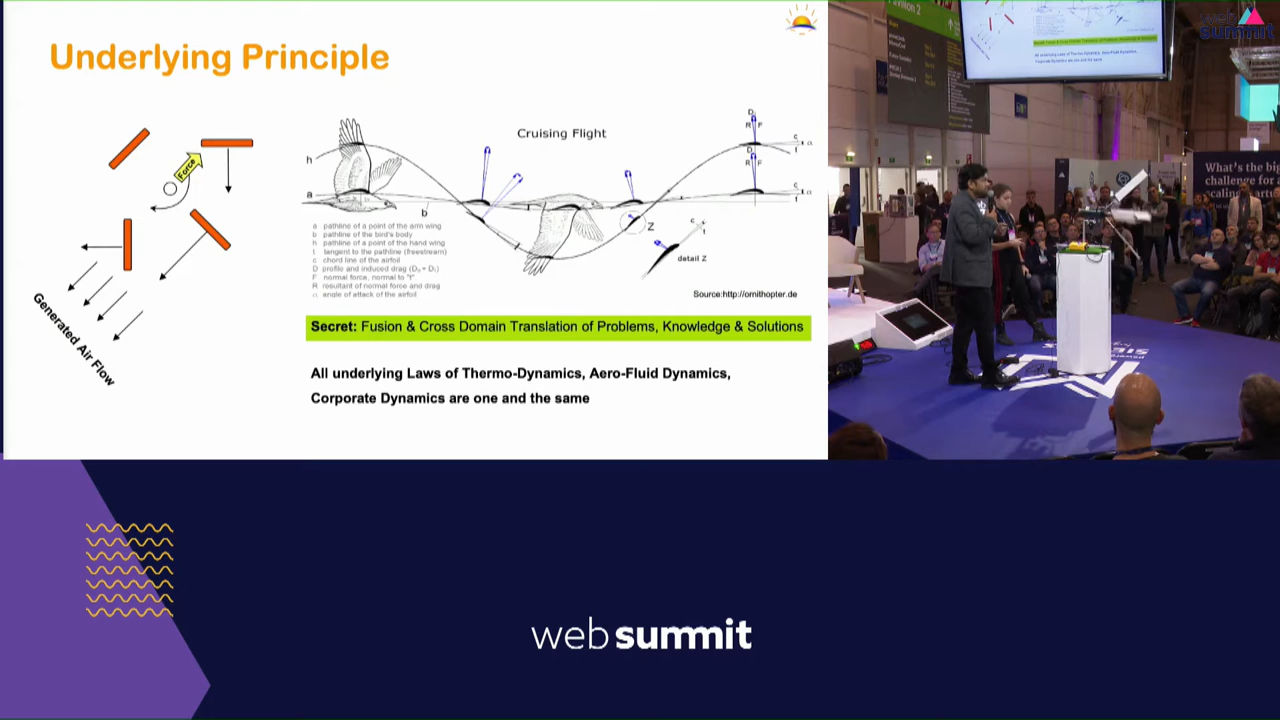 Underlying Principle
Force
Generated Air Flow
Cruising Flight
h
a
b
D
R F
c
α
t
D
R F
c
α
t
Z
c
t
detail Z
a pathline of a point of the arm wing
b pathline of the bird's body
h pathline of a point of the hand wing
t tangent to the pathline (freestream)
c chord line of the airfoil
D profile and induced drag (D₀ + Dᵢ)
F normal force, normal to "t"
R resultant of normal force and drag
α angle of attack of the airfoil
Source:http://ornithopter.de
Secret: Fusion & Cross Domain Translation of Problems, Knowledge & Solutions
All underlying Laws of Thermo-Dynamics, Aero-Fluid Dynamics,
Corporate Dynamics are one and the same
Pavilion 2
web
summit
What's the big
challenge for a
scaling
web summit